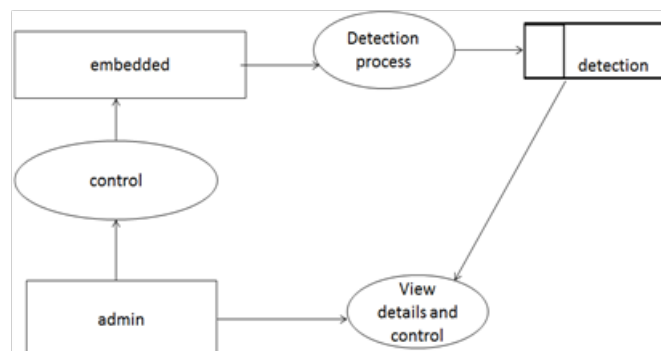 Detection
process
embedded
detection
control
View
details and
control
admin